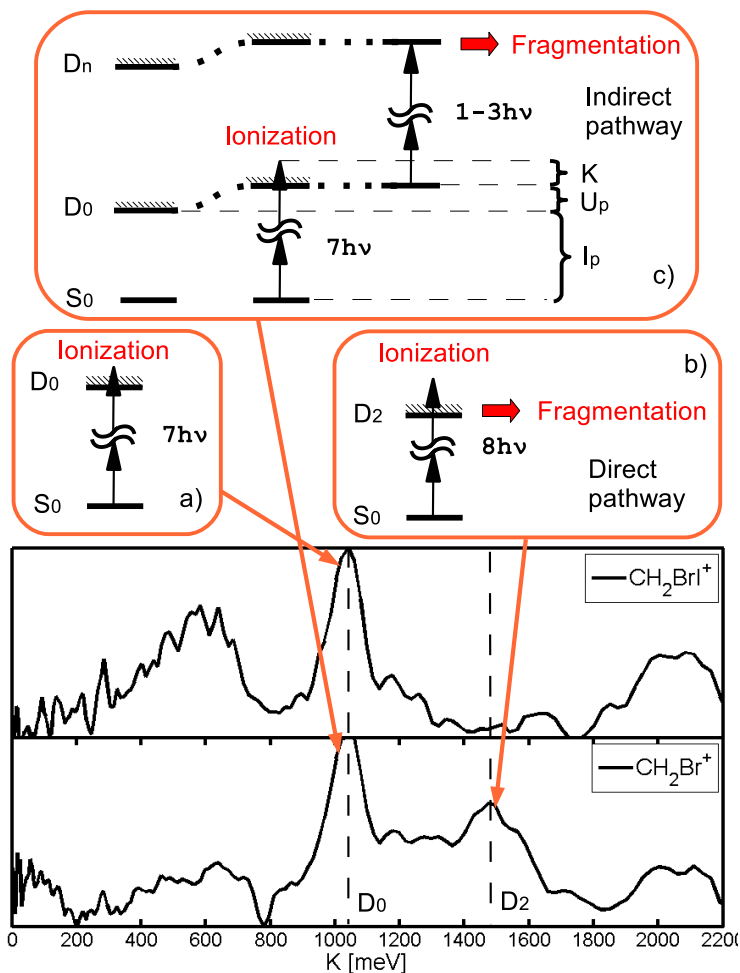 Dn
Fragmentation
1-3hν
Indirect
pathway
Ionization
K
D0
Up
7hν
Ip
S0
c)
Ionization
D0
7hν
S0
a)
b)
Ionization
D2
Fragmentation
8hν
Direct
pathway
S0
CH2BrI+
CH2Br+
D0
D2
0 200 400 600 800 1000 1200 1400 1600 1800 2000 2200
K [meV]